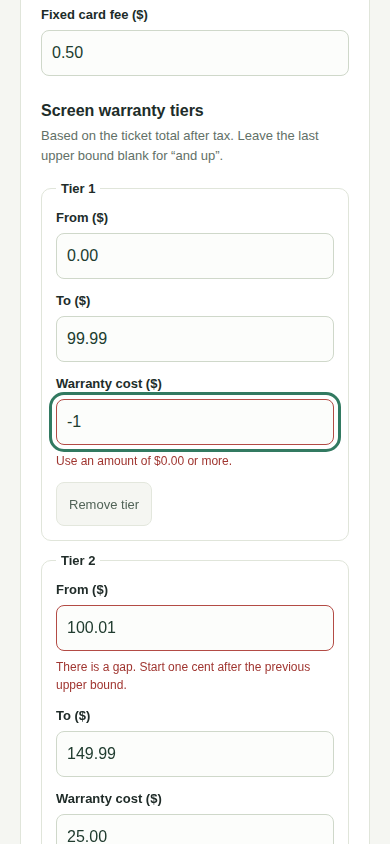 Fixed card fee ($)
0.50
Screen warranty tiers
Based on the ticket total after tax. Leave the last
upper bound blank for “and up”.
Tier 1
From ($)
0.00
To ($)
99.99
Warranty cost ($)
-1
Use an amount of $0.00 or more.
Remove tier
Tier 2
From ($)
100.01
There is a gap. Start one cent after the previous
upper bound.
To ($)
149.99
Warranty cost ($)
25.00